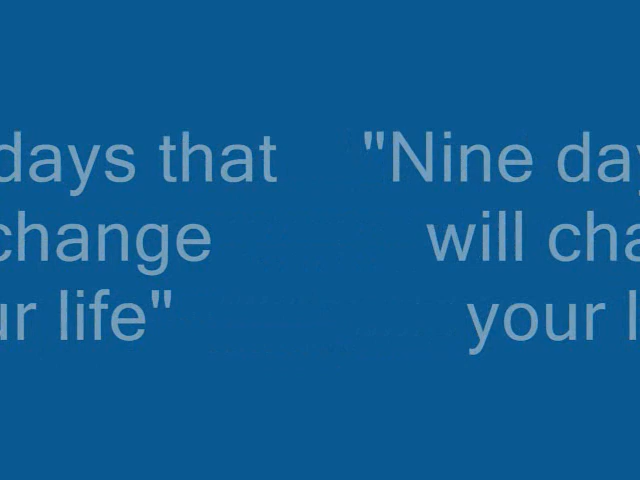 days that
change
ur life"
"Nine day
will cha
your l